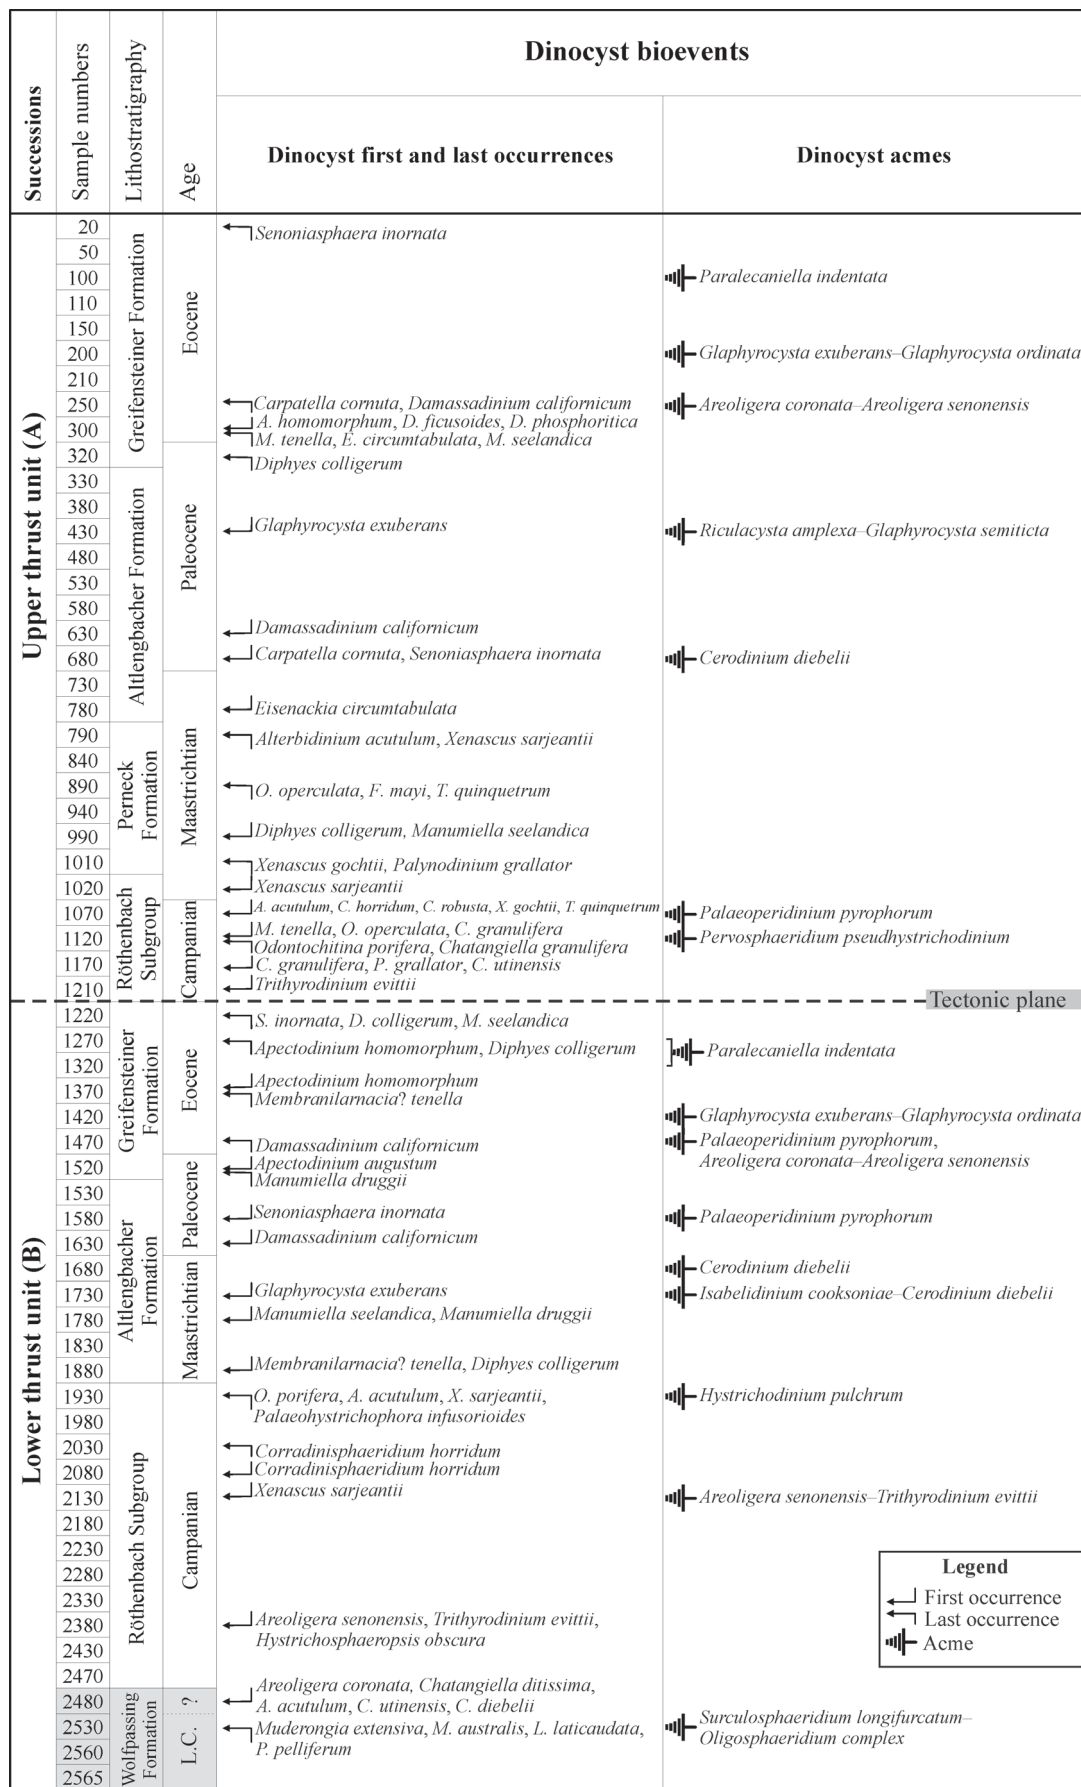 Successions
Sample numbers
Lithostratigraphy
Age
Dinocyst bioevents
Dinocyst first and last occurrences
Dinocyst acmes
Upper thrust unit (A)
Greifensteiner Formation
Eocene
20
Senoniasphaera inornata
50
100
Paralecaniella indentata
110
150
200
Glaphyrocysta exuberans–Glaphyrocysta ordinata
210
250
Carpatella cornuta, Damassadinium californicum
Areoligera coronata–Areoligera senonensis
A. homomorphum, D. ficusoides, D. phosphoritica
300
M. tenella, E. circumtabulata, M. seelandica
Paleocene
320
Diphyes colligerum
Altlengbacher Formation
330
380
430
Glaphyrocysta exuberans
Riculacysta amplexa–Glaphyrocysta semiticta
480
530
580
630
Damassadinium californicum
680
Carpatella cornuta, Senoniasphaera inornata
Cerodinium diebelii
Maastrichtian
730
780
Eisenackia circumtabulata
Perneck
Formation
790
Alterbidinium acutulum, Xenascus sarjeantii
840
890
O. operculata, F. mayi, T. quinquetrum
940
990
Diphyes colligerum, Manumiella seelandica
1010
Xenascus gochtii, Palynodinium grallator
Röthenbach
Subgroup
1020
Xenascus sarjeantii
Campanian
1070
A. acutulum, C. horridum, C. robusta, X. gochtii, T. quinquetrum
Palaeoperidinium pyrophorum
1120
M. tenella, O. operculata, C. granulifera
Pervosphaeridium pseudhystrichodinium
Odontochitina porifera, Chatangiella granulifera
1170
C. granulifera, P. grallator, C. utinensis
1210
Trithyrodinium evittii
Tectonic plane
Lower thrust unit (B)
Greifensteiner
Formation
Eocene
1220
S. inornata, D. colligerum, M. seelandica
1270
Apectodinium homomorphum, Diphyes colligerum
Paralecaniella indentata
1320
1370
Apectodinium homomorphum
Membranilarnacia? tenella
1420
Glaphyrocysta exuberans–Glaphyrocysta ordinata
1470
Damassadinium californicum
Palaeoperidinium pyrophorum,
Areoligera coronata–Areoligera senonensis
Paleocene
1520
Apectodinium augustum
Manumiella druggii
Altlengbacher
Formation
1530
1580
Senoniasphaera inornata
Palaeoperidinium pyrophorum
1630
Damassadinium californicum
Maastrichtian
1680
Cerodinium diebelii
1730
Glaphyrocysta exuberans
Isabelidinium cooksoniae–Cerodinium diebelii
1780
Manumiella seelandica, Manumiella druggii
1830
1880
Membranilarnacia? tenella, Diphyes colligerum
Röthenbach Subgroup
Campanian
1930
O. porifera, A. acutulum, X. sarjeantii,
Palaeohystrichophora infusorioides
Hystrichodinium pulchrum
1980
2030
Corradinisphaeridium horridum
2080
Corradinisphaeridium horridum
2130
Xenascus sarjeantii
Areoligera senonensis–Trithyrodinium evittii
2180
2230
2280
2330
2380
Areoligera senonensis, Trithyrodinium evittii,
Hystrichosphaeropsis obscura
2430
2470
Wolfpassing
Formation
?
2480
Areoligera coronata, Chatangiella ditissima,
A. acutulum, C. utinensis, C. diebelii
L.C.
2530
Muderongia extensiva, M. australis, L. laticaudata,
P. pelliferum
Surculosphaeridium longifurcatum–
Oligosphaeridium complex
2560
2565
Legend
First occurrence
Last occurrence
Acme